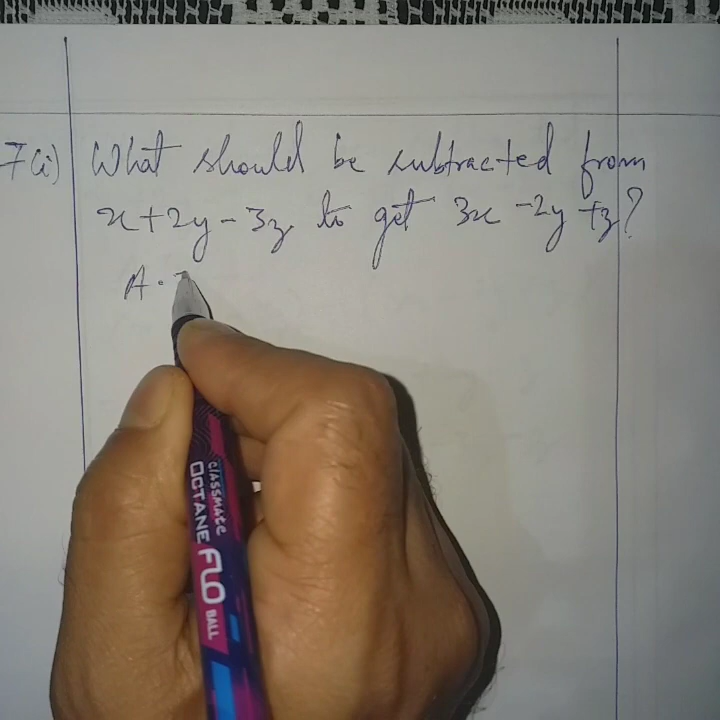 7(i) What should be subtracted from
x+2y-3z to get 3x-2y+z?
A.
classmate
OCTANE FLO
BALL